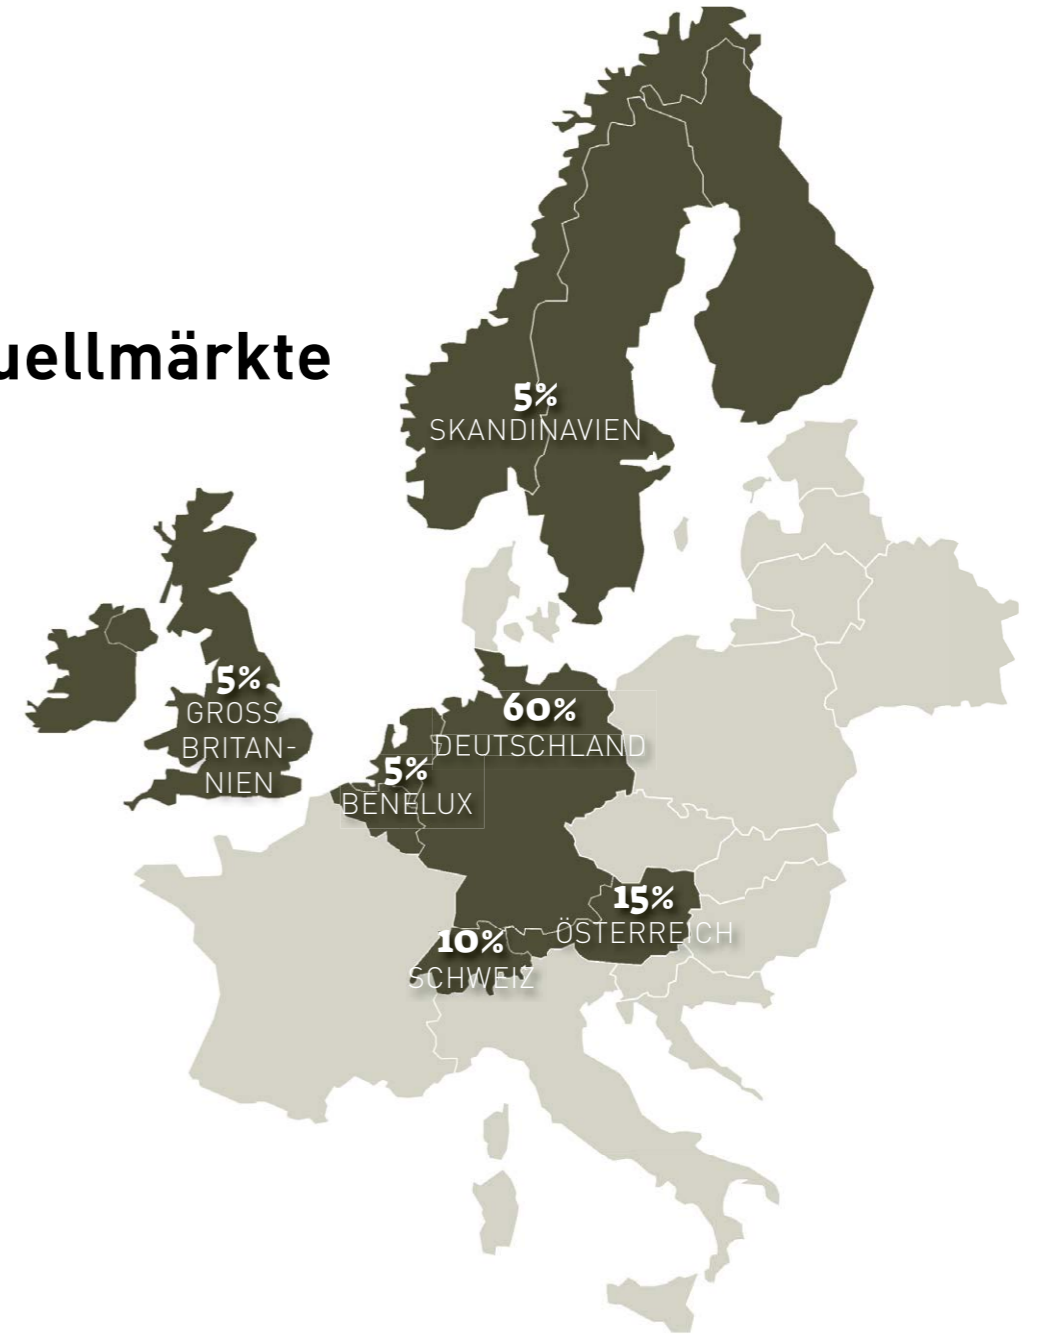 uellmärkte
5%
SKANDINAVIEN
5%
GROSS
BRITAN-
NIEN
60%
DEUTSCHLAND
5%
BENELUX
15%
ÖSTERREICH
10%
SCHWEIZ